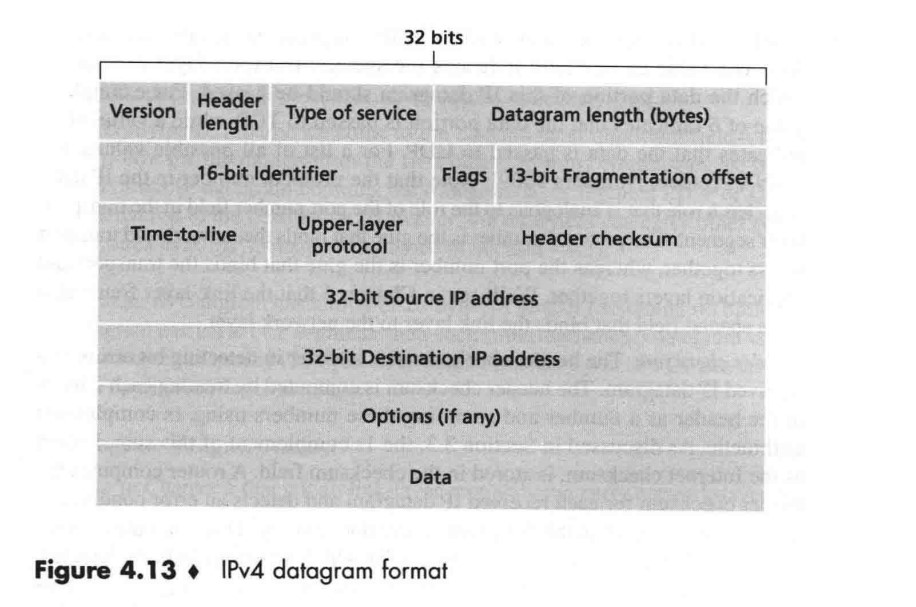 32 bits
Version Header length Type of service Datagram length (bytes)
16-bit Identifier Flags 13-bit Fragmentation offset
Time-to-live Upper-layer protocol Header checksum
32-bit Source IP address
32-bit Destination IP address
Options (if any)
Data
Figure 4.13 ♦ IPv4 datagram format